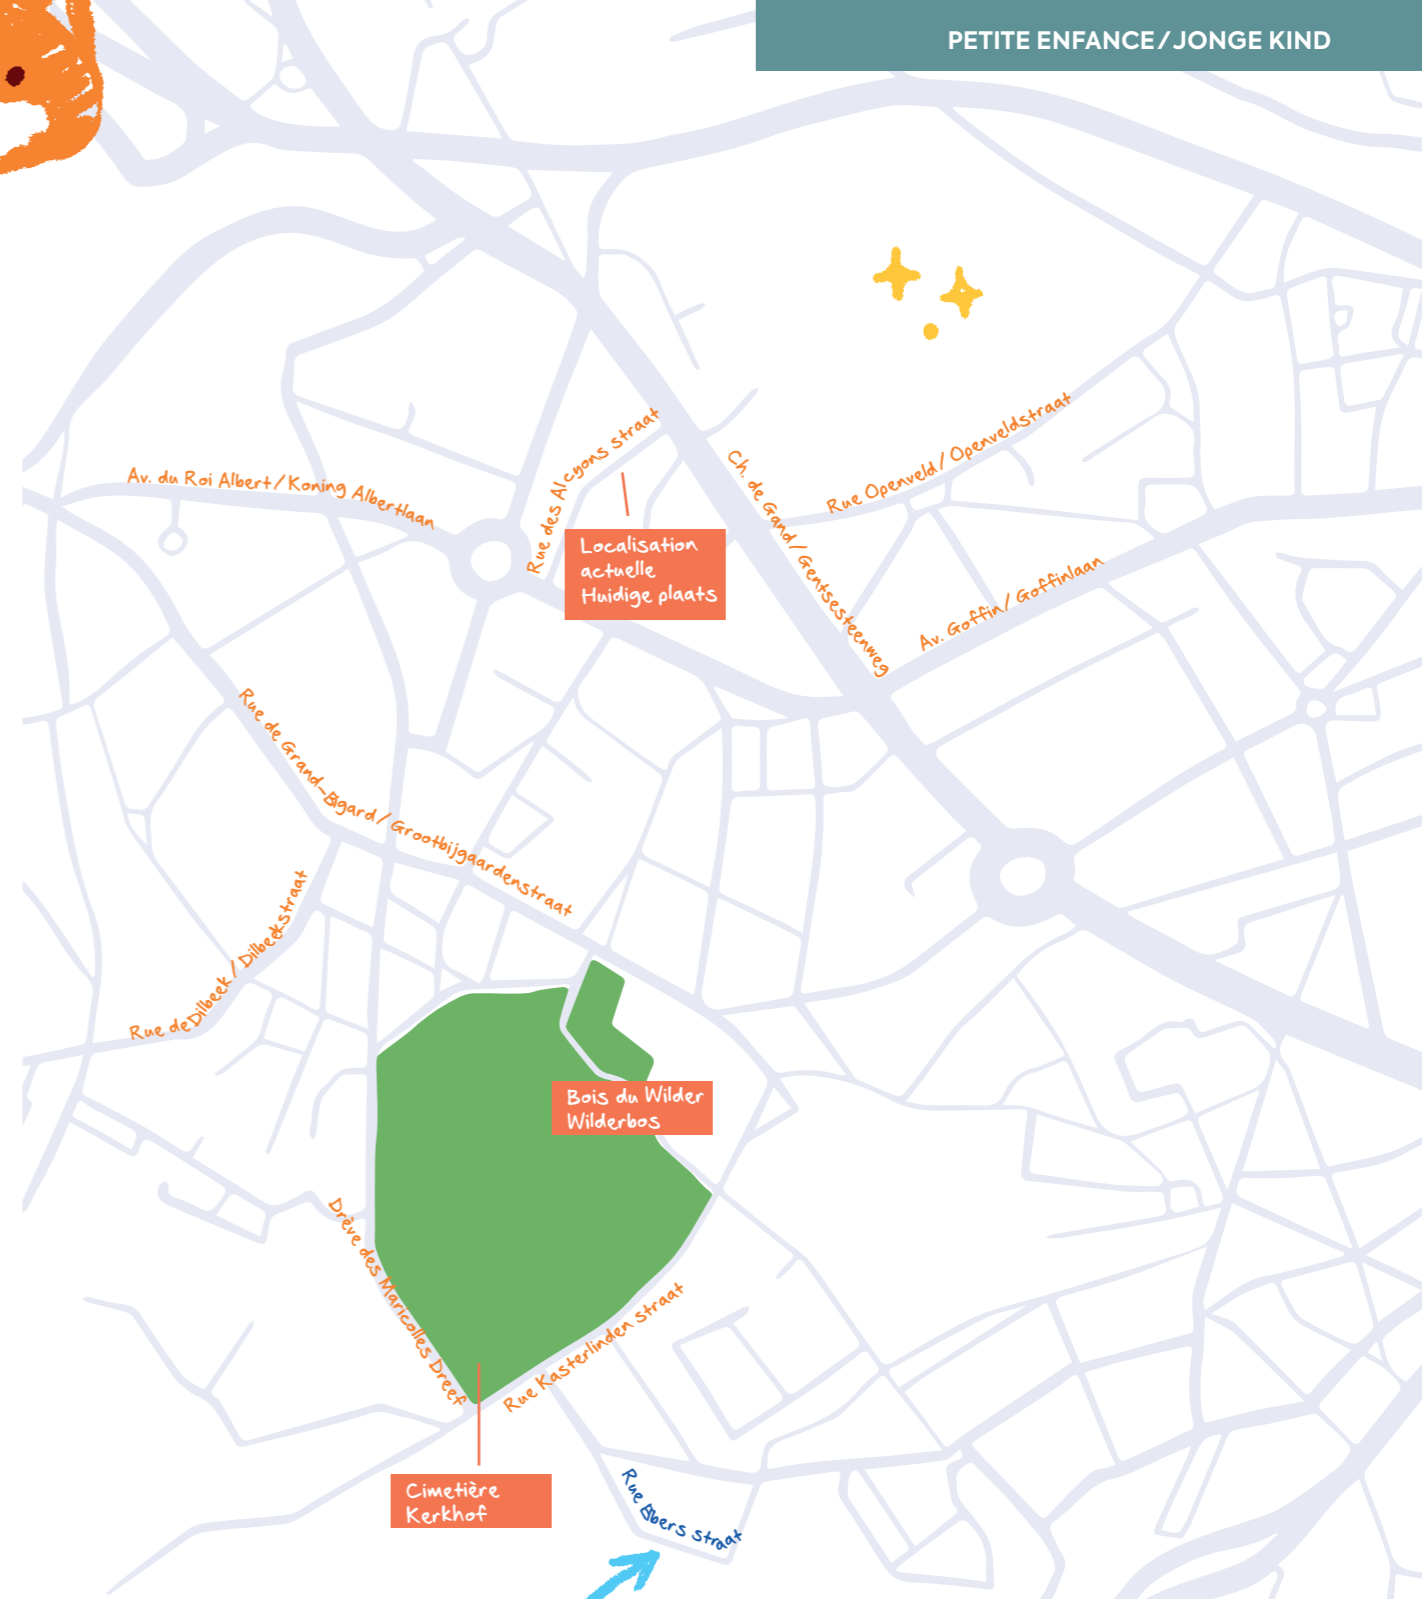 PETITE ENFANCE / JONGE KIND
Rue Openveld / Openveldstraat
Rue des Alcyons straat
Av. du Roi Albert / Koning Albertlaan
Ch. de Gand / Gentsesteenweg
Localisation
actuelle
Huidige plaats
Av. Goffin / Goffinlaan
Rue de Grand-Bigard / Grootbijgaardenstraat
Rue de Dilbeek / Dilbeekstraat
Bois du Wilder
Wilderbos
Drève des Maricolles Dreef
Rue Kasterlinden straat
Cimetière
Kerkhof
Rue Elbers straat